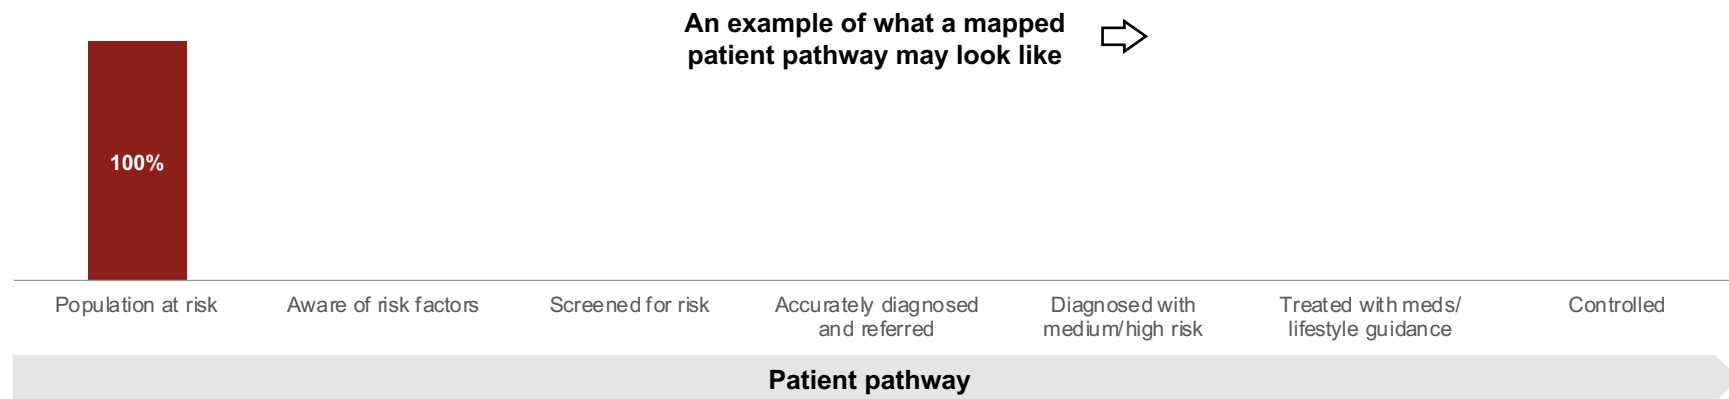 An example of what a mapped
patient pathway may look like
100%
Population at risk
Aware of risk factors
Screened for risk
Accurately diagnosed
and referred
Diagnosed with
medium/high risk
Treated with meds/
lifestyle guidance
Controlled
Patient pathway